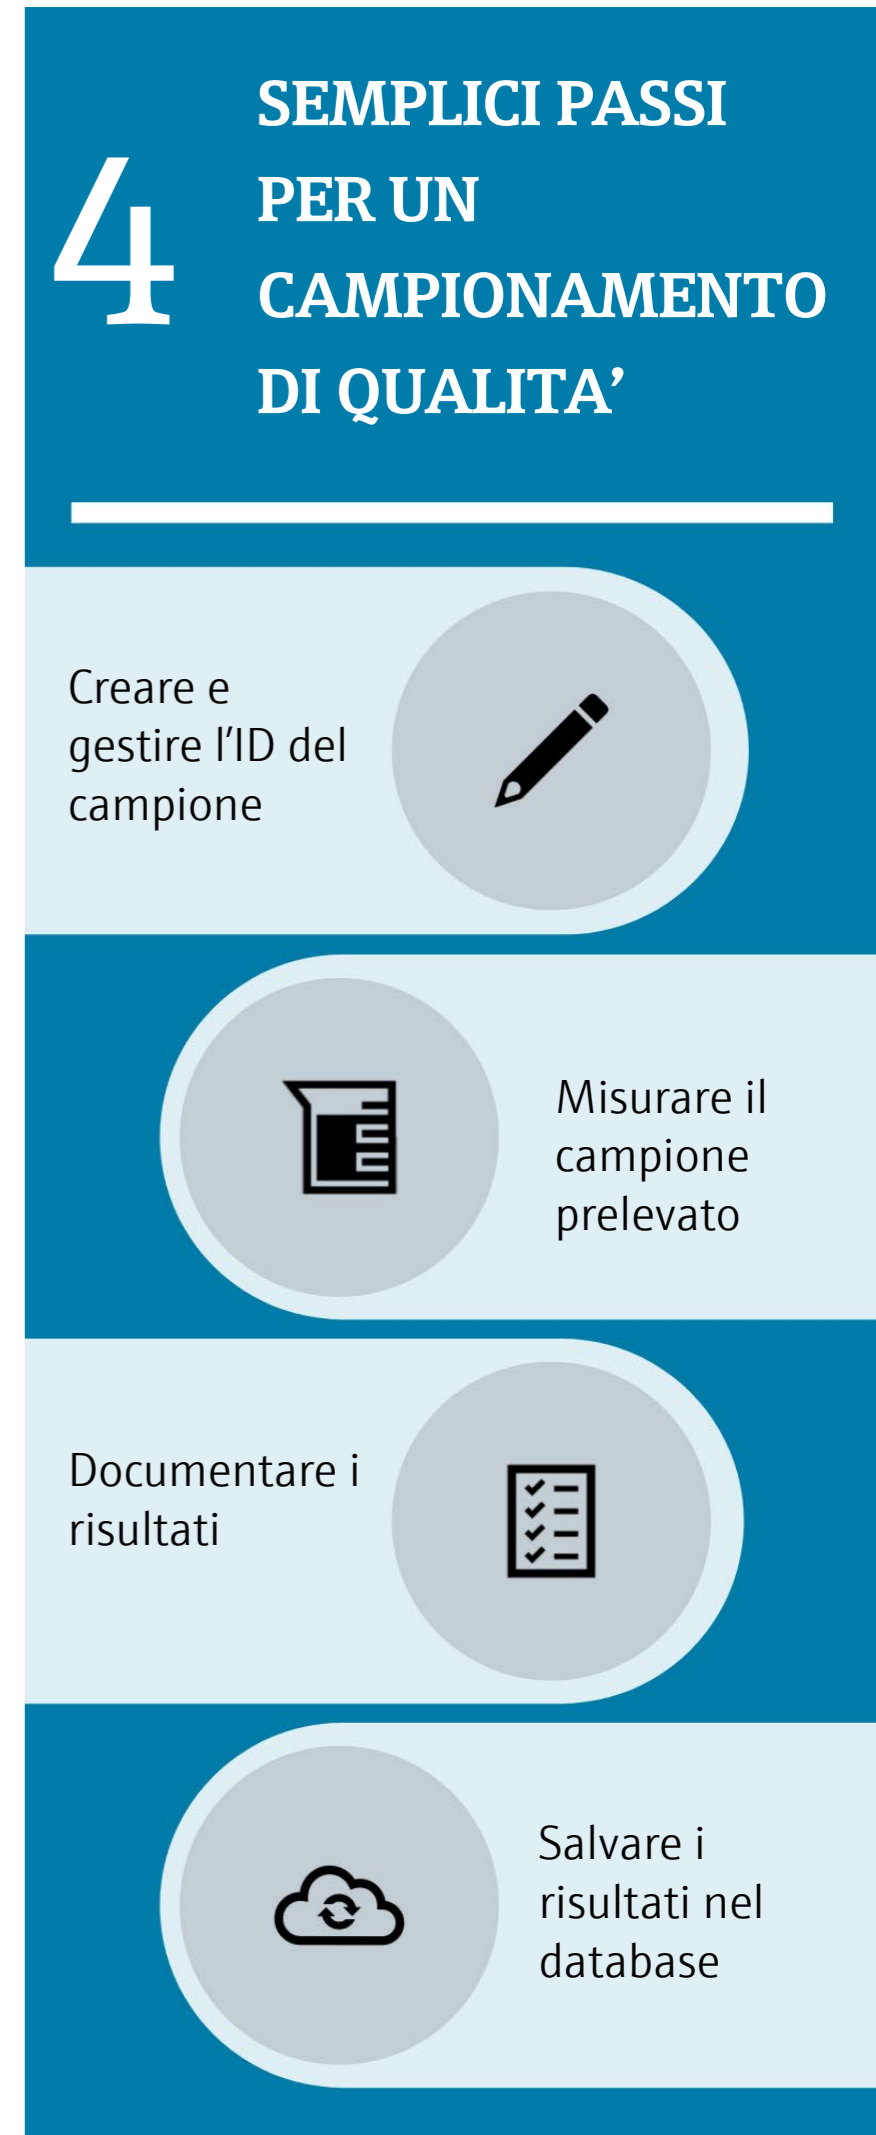 4
SEMPLICI PASSI
PER UN
CAMPIONAMENTO
DI QUALITA’
Creare e
gestire l’ID del
campione
Misurare il
campione
prelevato
Documentare i
risultati
Salvare i
risultati nel
database